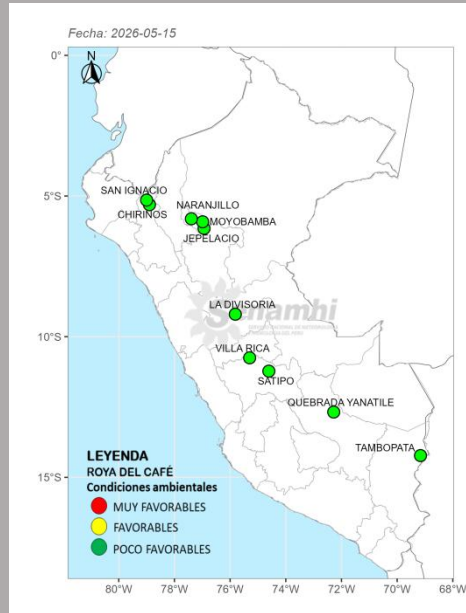 Fecha: 2026-05-15
N
0°
5°S
10°S
15°S
SAN IGNACIO
CHIRINOS
NARANJILLO
MOYOBAMBA
JEPELACIO
LA DIVISORIA
Senamhi
VILLA RICA
SATIPO
QUEBRADA YANATILE
TAMBOPATA
LEYENDA
ROYA DEL CAFÉ
Condiciones ambientales
MUY FAVORABLES
FAVORABLES
POCO FAVORABLES
80°W 78°W 76°W 74°W 72°W 70°W 68°W